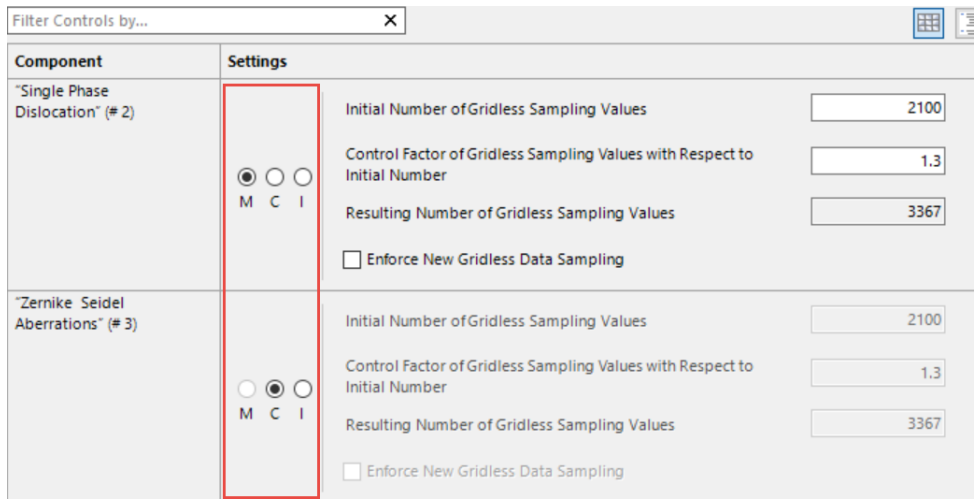 Filter Controls by...
Component Settings
"Single Phase
Dislocation" (# 2)
Initial Number of Gridless Sampling Values 2100
Control Factor of Gridless Sampling Values with Respect to
Initial Number 1.3
M C I
Resulting Number of Gridless Sampling Values 3367
Enforce New Gridless Data Sampling
"Zernike Seidel
Aberrations" (# 3)
Initial Number of Gridless Sampling Values 2100
Control Factor of Gridless Sampling Values with Respect to
Initial Number 1.3
M C I
Resulting Number of Gridless Sampling Values 3367
Enforce New Gridless Data Sampling